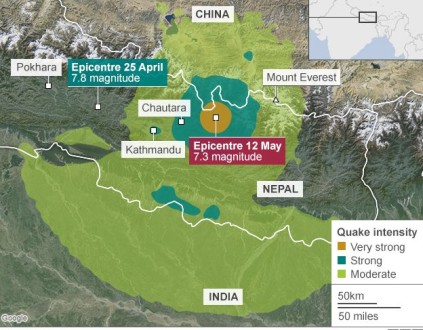 CHINA
Epicentre 25 April
7.8 magnitude
Pokhara
Mount Everest
Chautara
Kathmandu
Epicentre 12 May
7.3 magnitude
NEPAL
Quake intensity
Very strong
Strong
Moderate
INDIA
50km
50 miles
Google